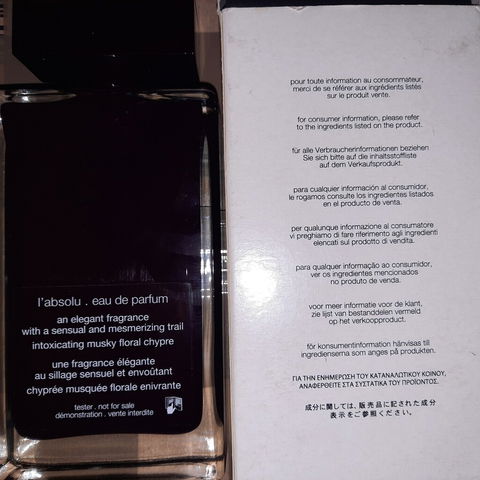 l'absolu . eau de parfum
an elegant fragrance
with a sensual and mesmerizing trail
intoxicating musky floral chypre
une fragrance élégante
au sillage sensuel et envoûtant
chyprée musquée florale enivrante
tester . not for sale
démonstration . vente interdite
pour toute information au consommateur,
merci de se référer aux ingrédients listés
sur le produit vente.
for consumer information, please refer
to the ingredients listed on the product.
für alle Verbraucherinformationen beziehen
Sie sich bitte auf die inhaltsstoffliste
auf dem Verkaufsprodukt.
para cualquier información al consumidor,
le rogamos consulte los ingredientes listados
en el producto de venta.
per qualunque informazione al consumatore
vi preghiamo di fare riferimento agli ingredienti
elencati sul prodotto di vendita.
para qualquer informação ao consumidor,
ver os ingredientes mencionados
no produto de venda.
voor meer informatie voor de klant,
zie lijst van bestanddelen vermeld
op het verkoopproduct.
för konsumentinformation hänvisas till
ingredienserna som anges på produkten.
ΓΙΑ ΤΗΝ ΕΝΗΜΕΡΩΣΗ ΤΟΥ ΚΑΤΑΝΑΛΩΤΙΚΟΥ ΚΟΙΝΟΥ,
ΑΝΑΦΕΡΘΕΙΤΕ ΣΤΑ ΣΥΣΤΑΤΙΚΑ ΤΟΥ ΠΡΟΪΟΝΤΟΣ.
成分に関しては、販売品に記された成分
表示をご参照ください。